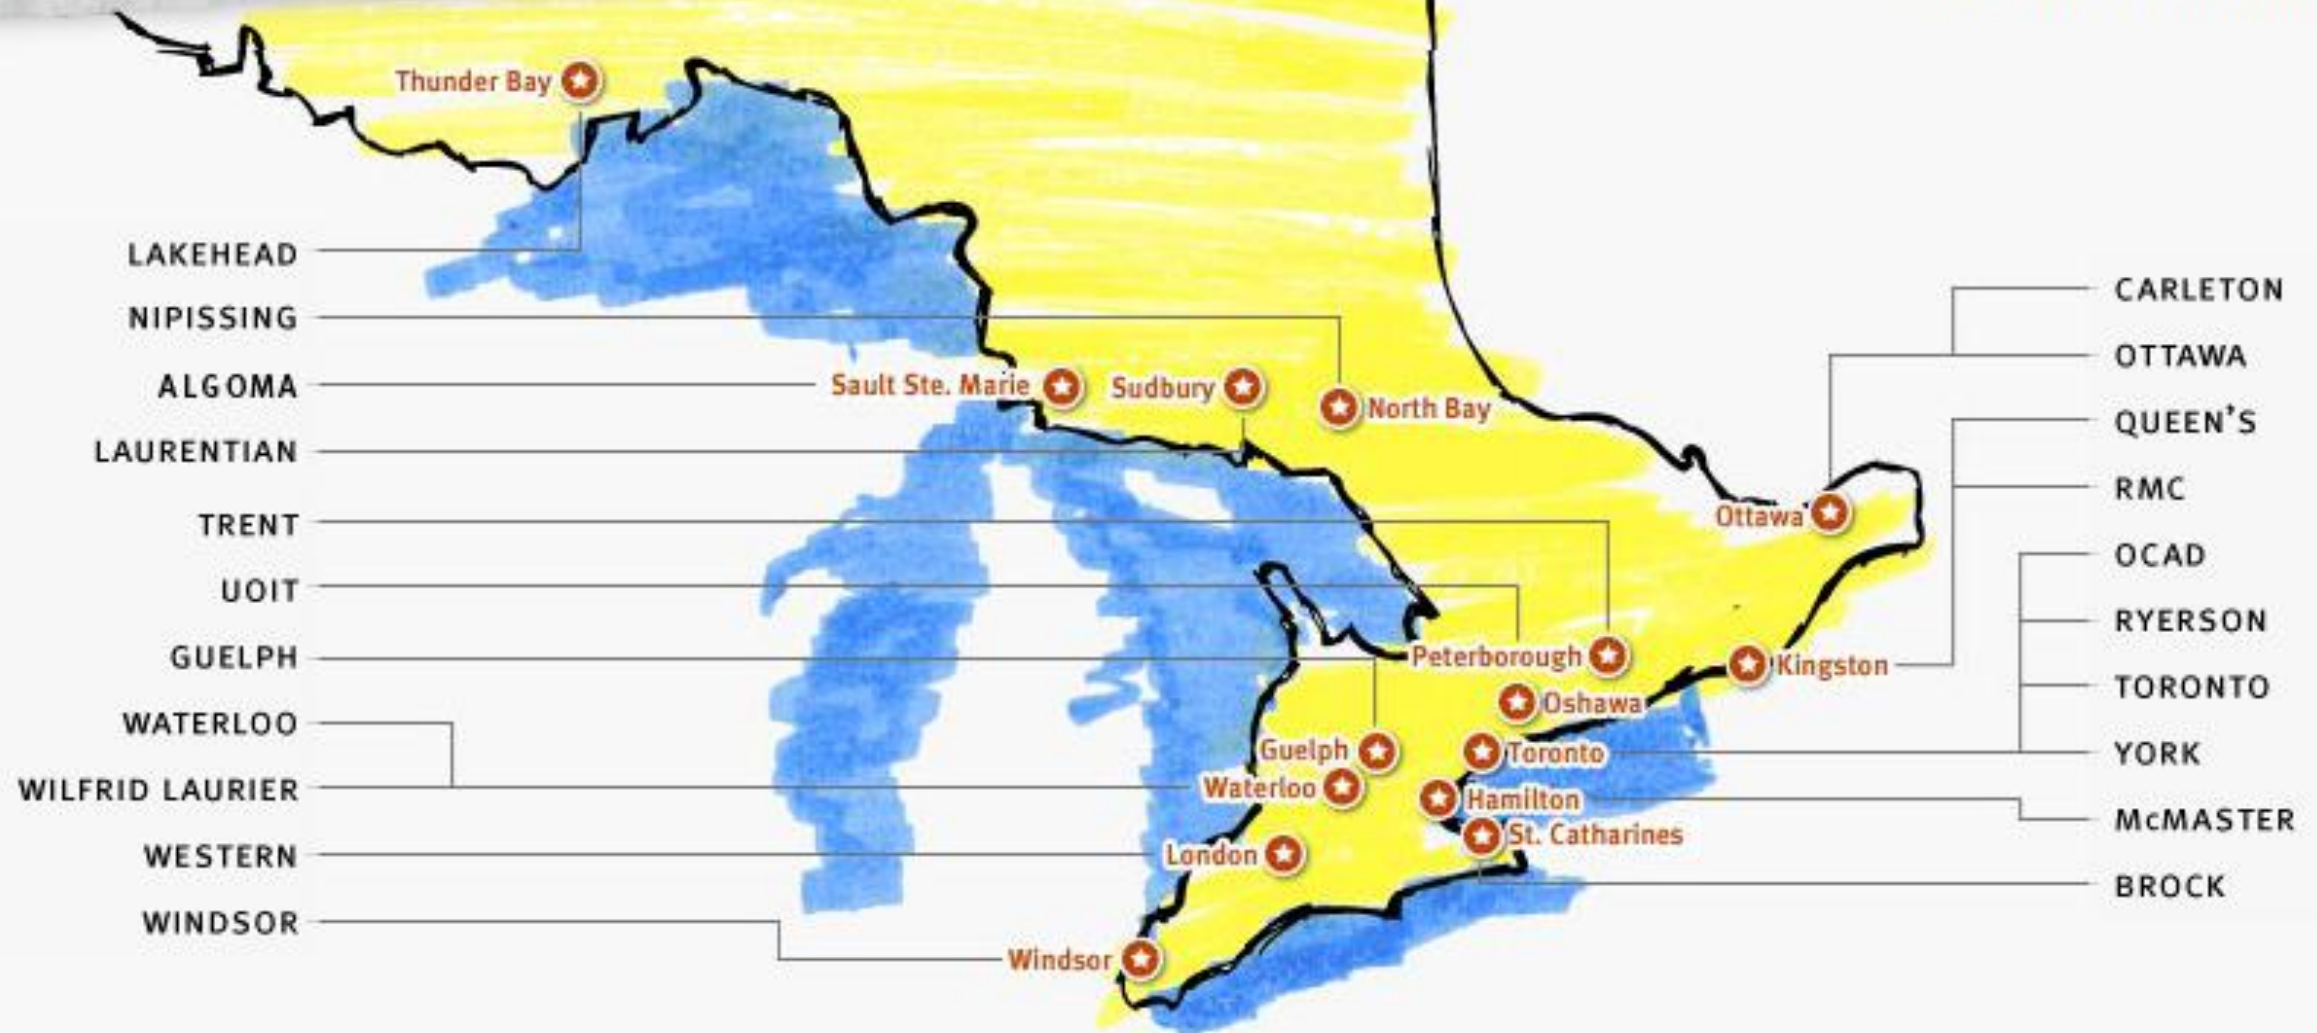 Thunder Bay
LAKEHEAD
CARLETON
NIPISSING
OTTAWA
ALGOMA
Sault Ste. Marie
Sudbury
North Bay
QUEEN'S
LAURENTIAN
RMC
TRENT
Ottawa
OCAD
UOIT
RYERSON
GUELPH
Peterborough
Kingston
TORONTO
Oshawa
WATERLOO
Guelph
Toronto
YORK
WILFRID LAURIER
Waterloo
Hamilton
McMASTER
St. Catharines
WESTERN
London
BROCK
WINDSOR
Windsor